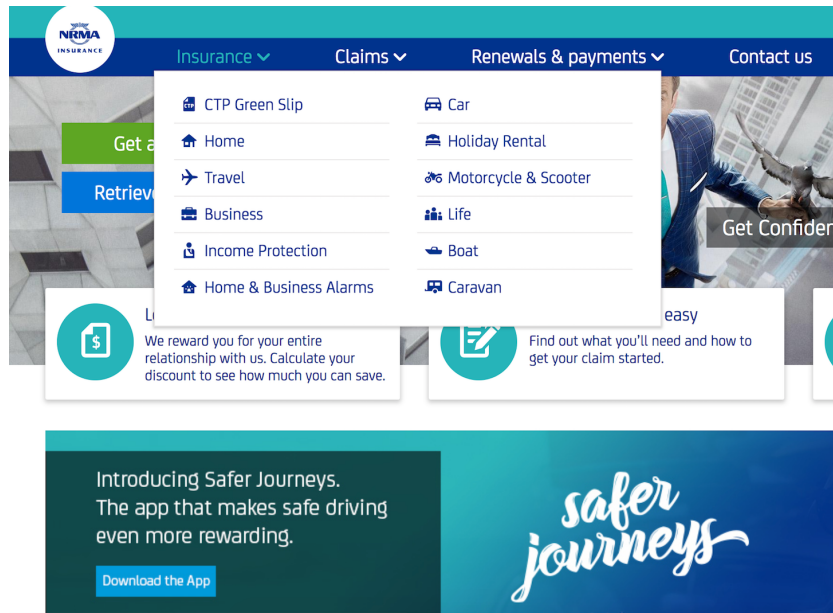 NRMA
INSURANCE
Insurance
Claims
Renewals & payments
Contact us
CTP Green Slip
Car
CTP
Home
Holiday Rental
Travel
Motorcycle & Scooter
Business
Life
Income Protection
Boat
Home & Business Alarms
Caravan
Get a
Retriev
Get Confiden
easy
We reward you for your entire
relationship with us. Calculate your
discount to see how much you can save.
$
Find out what you'll need and how to
get your claim started.
Introducing Safer Journeys.
The app that makes safe driving
even more rewarding.
Download the App
safer
journeys